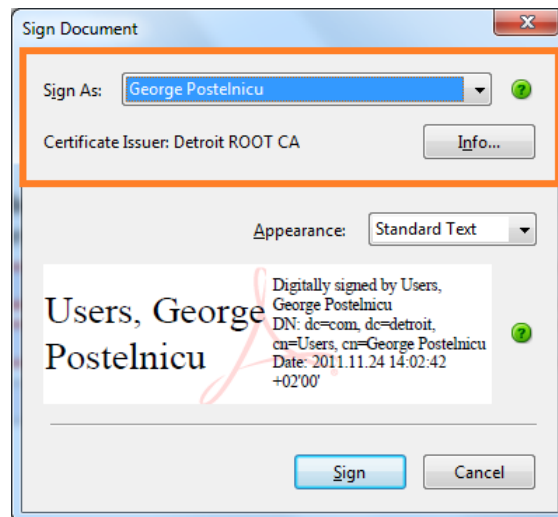 Sign Document
Sign As: George Postelnicu
Certificate Issuer: Detroit ROOT CA Info...
Appearance: Standard Text
Users, George
Postelnicu
Digitally signed by Users,
George Postelnicu
DN: dc=com, dc=detroit,
cn=Users, cn=George Postelnicu
Date: 2011.11.24 14:02:42
+02'00'
Sign Cancel